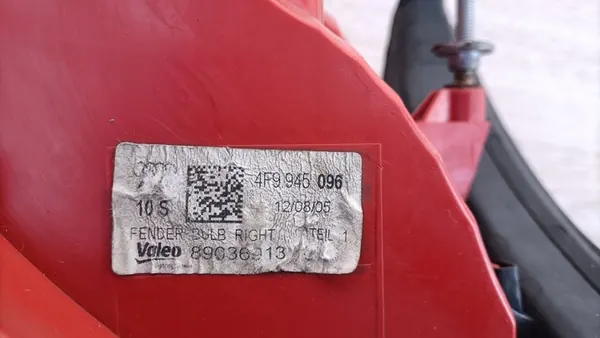 4F9 945 096
10 S 12/08/05
FENDER BULB RIGHT TEIL 1
Valeo 89036913